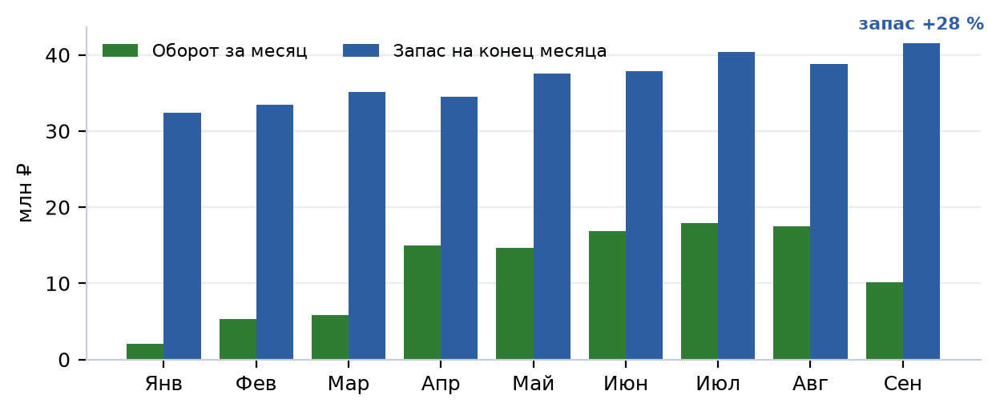 запас +28 %
Оборот за месяц
Запас на конец месяца
млн ₽
40
30
20
10
0
Янв Фев Мар Апр Май Июн Июл Авг Сен